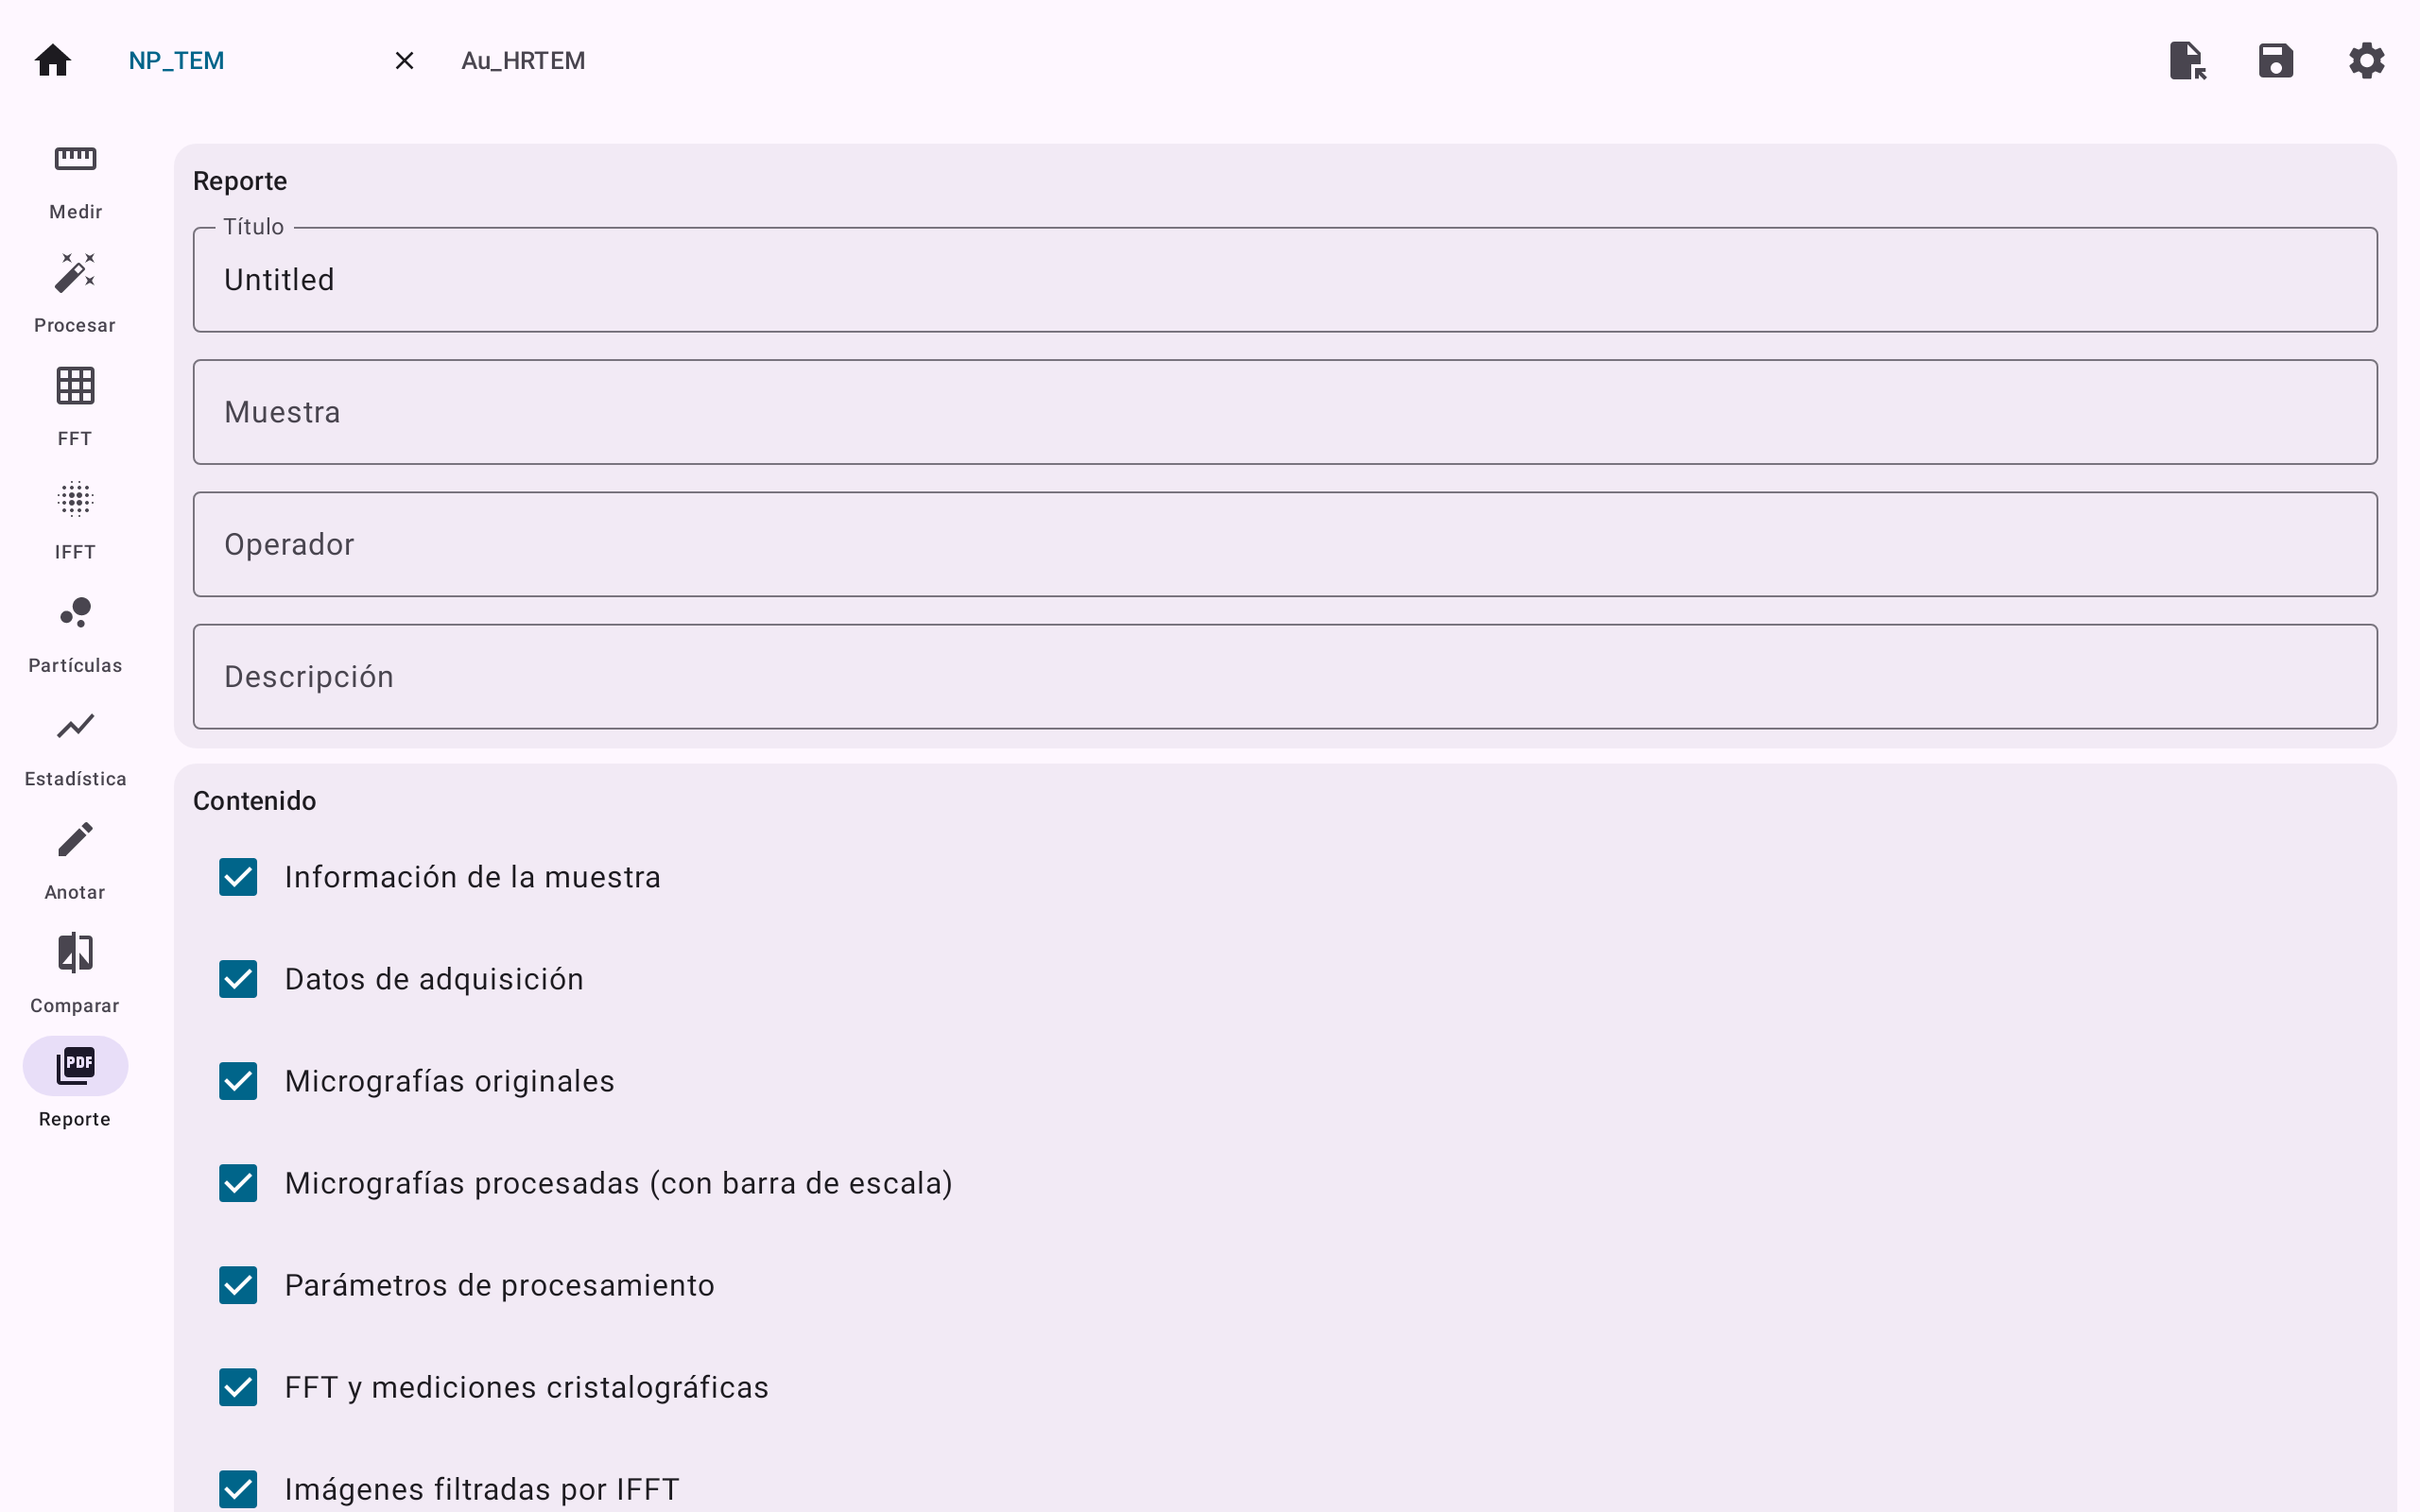 NP_TEM
Au_HRTEM
Medir
Procesar
FFT
IFFT
Partículas
Estadística
Anotar
Comparar
PDF
Reporte
Reporte
Título
Untitled
Muestra
Operador
Descripción
Contenido
Información de la muestra
Datos de adquisición
Micrografías originales
Micrografías procesadas (con barra de escala)
Parámetros de procesamiento
FFT y mediciones cristalográficas
Imágenes filtradas por IFFT